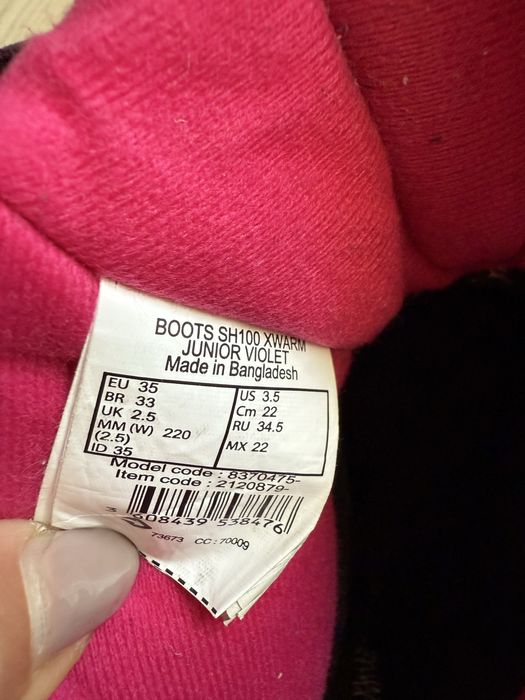 BOOTS SH100 XWARM
JUNIOR VIOLET
Made in Bangladesh
EU 35
BR 33
UK 2.5
MM (W) 220
(2.5)
ID 35
US 3.5
Cm 22
RU 34.5
MX 22
Model code : 8370475-
Item code : 2120879-
3 608439 538476
73673 CC : 70009